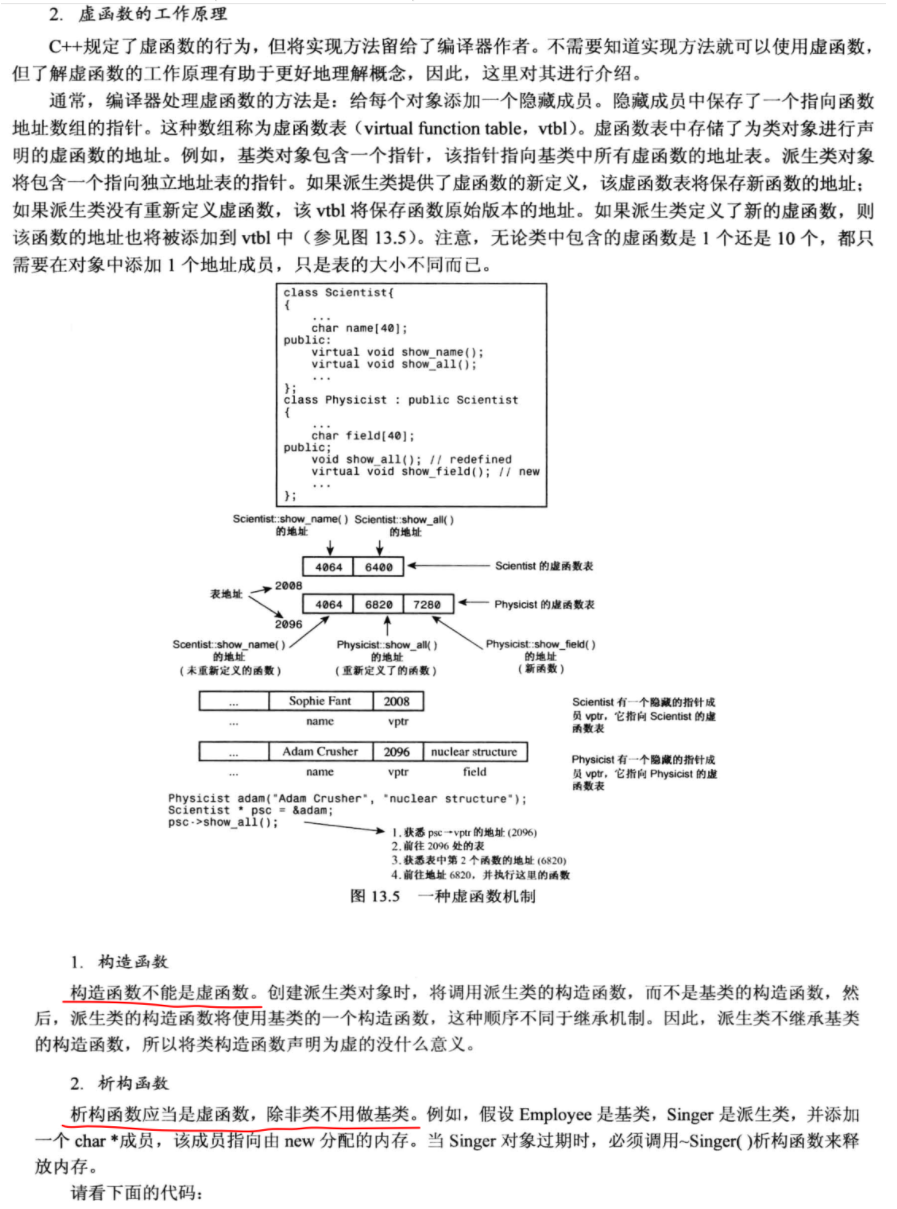 2. 虚函数的工作原理
C++规定了虚函数的行为，但将实现方法留给了编译器作者。不需要知道实现方法就可以使用虚函数，
但了解虚函数的工作原理有助于更好地理解概念，因此，这里对其进行介绍。
通常，编译器处理虚函数的方法是：给每个对象添加一个隐藏成员。隐藏成员中保存了一个指向函数
地址数组的指针。这种数组称为虚函数表（virtual function table，vtbl）。虚函数表中存储了为类对象进行声
明的虚函数的地址。例如，基类对象包含一个指针，该指针指向基类中所有虚函数的地址表。派生类对象
将包含一个指向独立地址表的指针。如果派生类提供了虚函数的新定义，该虚函数表将保存新函数的地址；
如果派生类没有重新定义虚函数，该 vtbl 将保存函数原始版本的地址。如果派生类定义了新的虚函数，则
该函数的地址也将被添加到 vtbl 中（参见图 13.5）。注意，无论类中包含的虚函数是 1 个还是 10 个，都只
需要在对象中添加 1 个地址成员，只是表的大小不同而已。
class Scientist{
{
...
char name[40];
public:
virtual void show_name();
virtual void show_all();
...
};
class Physicist : public Scientist
{
...
char field[40];
public;
void show_all(); // redefined
virtual void show_field(); // new
...
};
Scientist::show_name( ) Scientist::show_all( )
的地址 的地址
4064 6400 Scientist 的虚函数表
表地址 2008
4064 6820 7280 Physicist 的虚函数表
2096
Scentist::show_name( ) Physicist::show_all( ) Physicist::show_field( )
的地址 的地址 的地址
(未重新定义的函数) (重新定义了的函数) (新函数)
... Sophie Fant 2008
... name vptr
Scientist 有一个隐藏的指针成
员 vptr，它指向 Scientist 的虚
函数表
... Adam Crusher 2096 nuclear structure
... name vptr field
Physicist 有一个隐藏的指针成
员 vptr，它指向 Physicist 的虚
函数表
Physicist adam("Adam Crusher", "nuclear structure");
Scientist * psc = &adam;
psc->show_all();
1.获悉 psc→vptr 的地址 (2096)
2.前往 2096 处的表
3.获悉表中第 2 个函数的地址 (6820)
4.前往地址 6820，并执行这里的函数
图 13.5 一种虚函数机制
1. 构造函数
构造函数不能是虚函数。创建派生类对象时，将调用派生类的构造函数，而不是基类的构造函数，然
后，派生类的构造函数将使用基类的一个构造函数，这种顺序不同于继承机制。因此，派生类不继承基类
的构造函数，所以将类构造函数声明为虚的没什么意义。
2. 析构函数
析构函数应当是虚函数，除非类不用做基类。例如，假设 Employee 是基类，Singer 是派生类，并添加
一个 char *成员，该成员指向由 new 分配的内存。当 Singer 对象过期时，必须调用~Singer( )析构函数来释
放内存。
请看下面的代码：